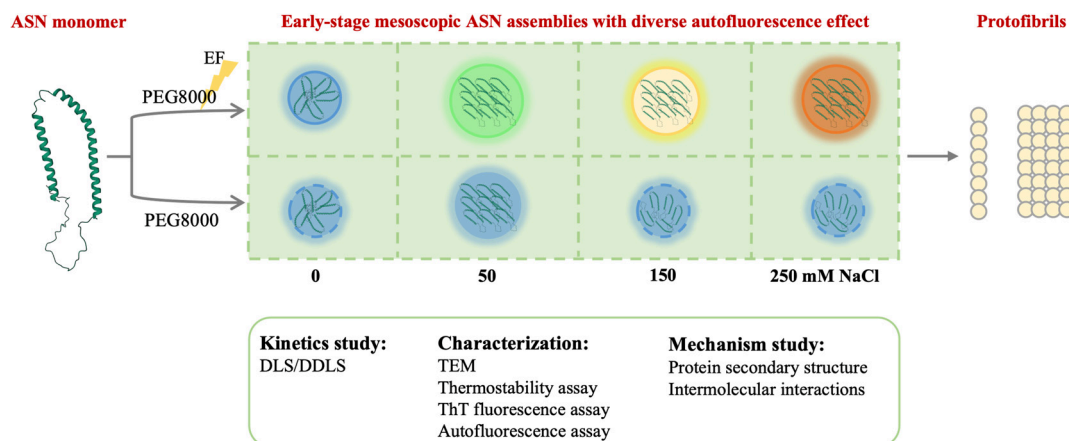 ASN monomer
Early-stage mesoscopic ASN assemblies with diverse autofluorescence effect
Protofibrils
EF
PEG8000
PEG8000
0
50
150
250 mM NaCl
Kinetics study:
DLS/DDLS
Characterization:
TEM
Thermostability assay
ThT fluorescence assay
Autofluorescence assay
Mechanism study:
Protein secondary structure
Intermolecular interactions